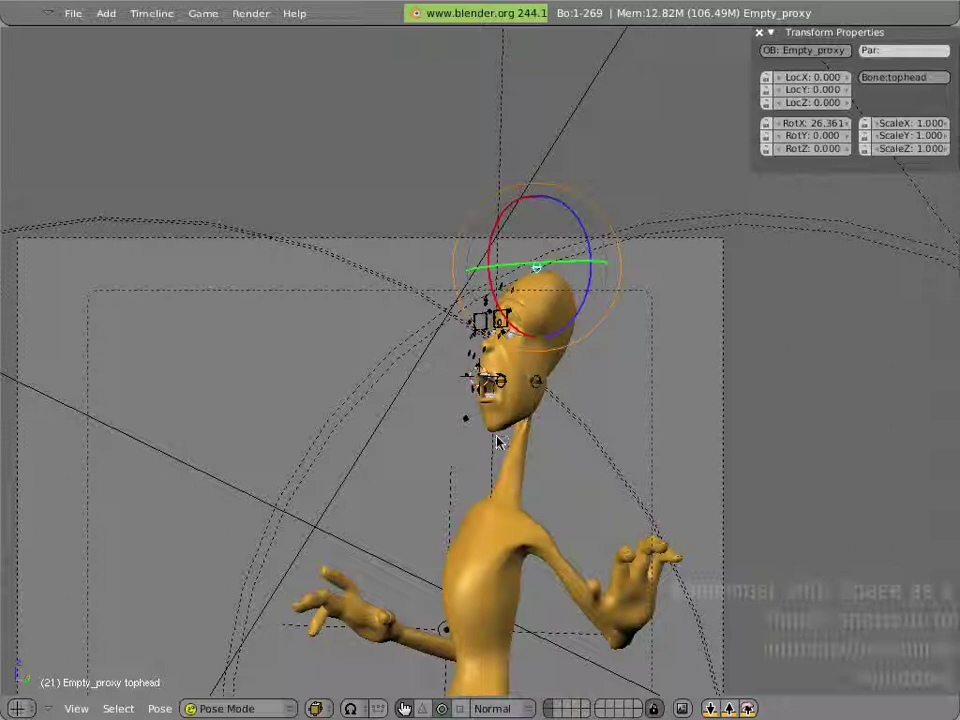 File Add Timeline Game Render Help www.blender.org 244.1 Bo:1-269 | Mem:12.82M (106.49M) Empty_proxy
Transform Properties
OB: Empty_proxy Par:
LocX: 0.000 Bone:tophead
LocY: 0.000
LocZ: 0.000
RotX: 26.361 ScaleX: 1.000
RotY: 0.000 ScaleY: 1.000
RotZ: 0.000 ScaleZ: 1.000
(21) Empty_proxy tophead
View Select Pose Pose Mode Normal